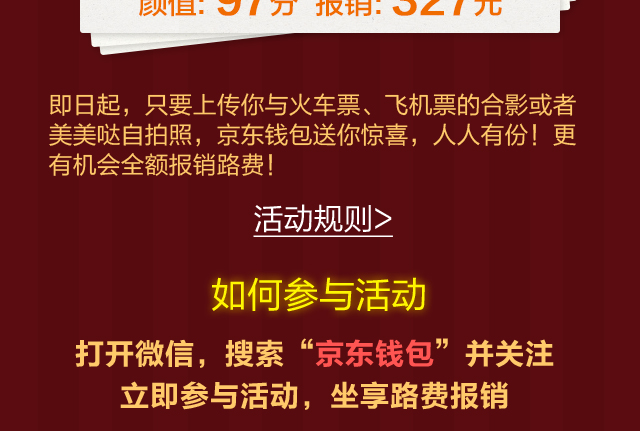 颜值: 97分 报销: 327元
即日起，只要上传你与火车票、飞机票的合影或者
美美哒自拍照，京东钱包送你惊喜，人人有份！更
有机会全额报销路费！
活动规则>
如何参与活动
打开微信，搜索“京东钱包”并关注
立即参与活动，坐享路费报销